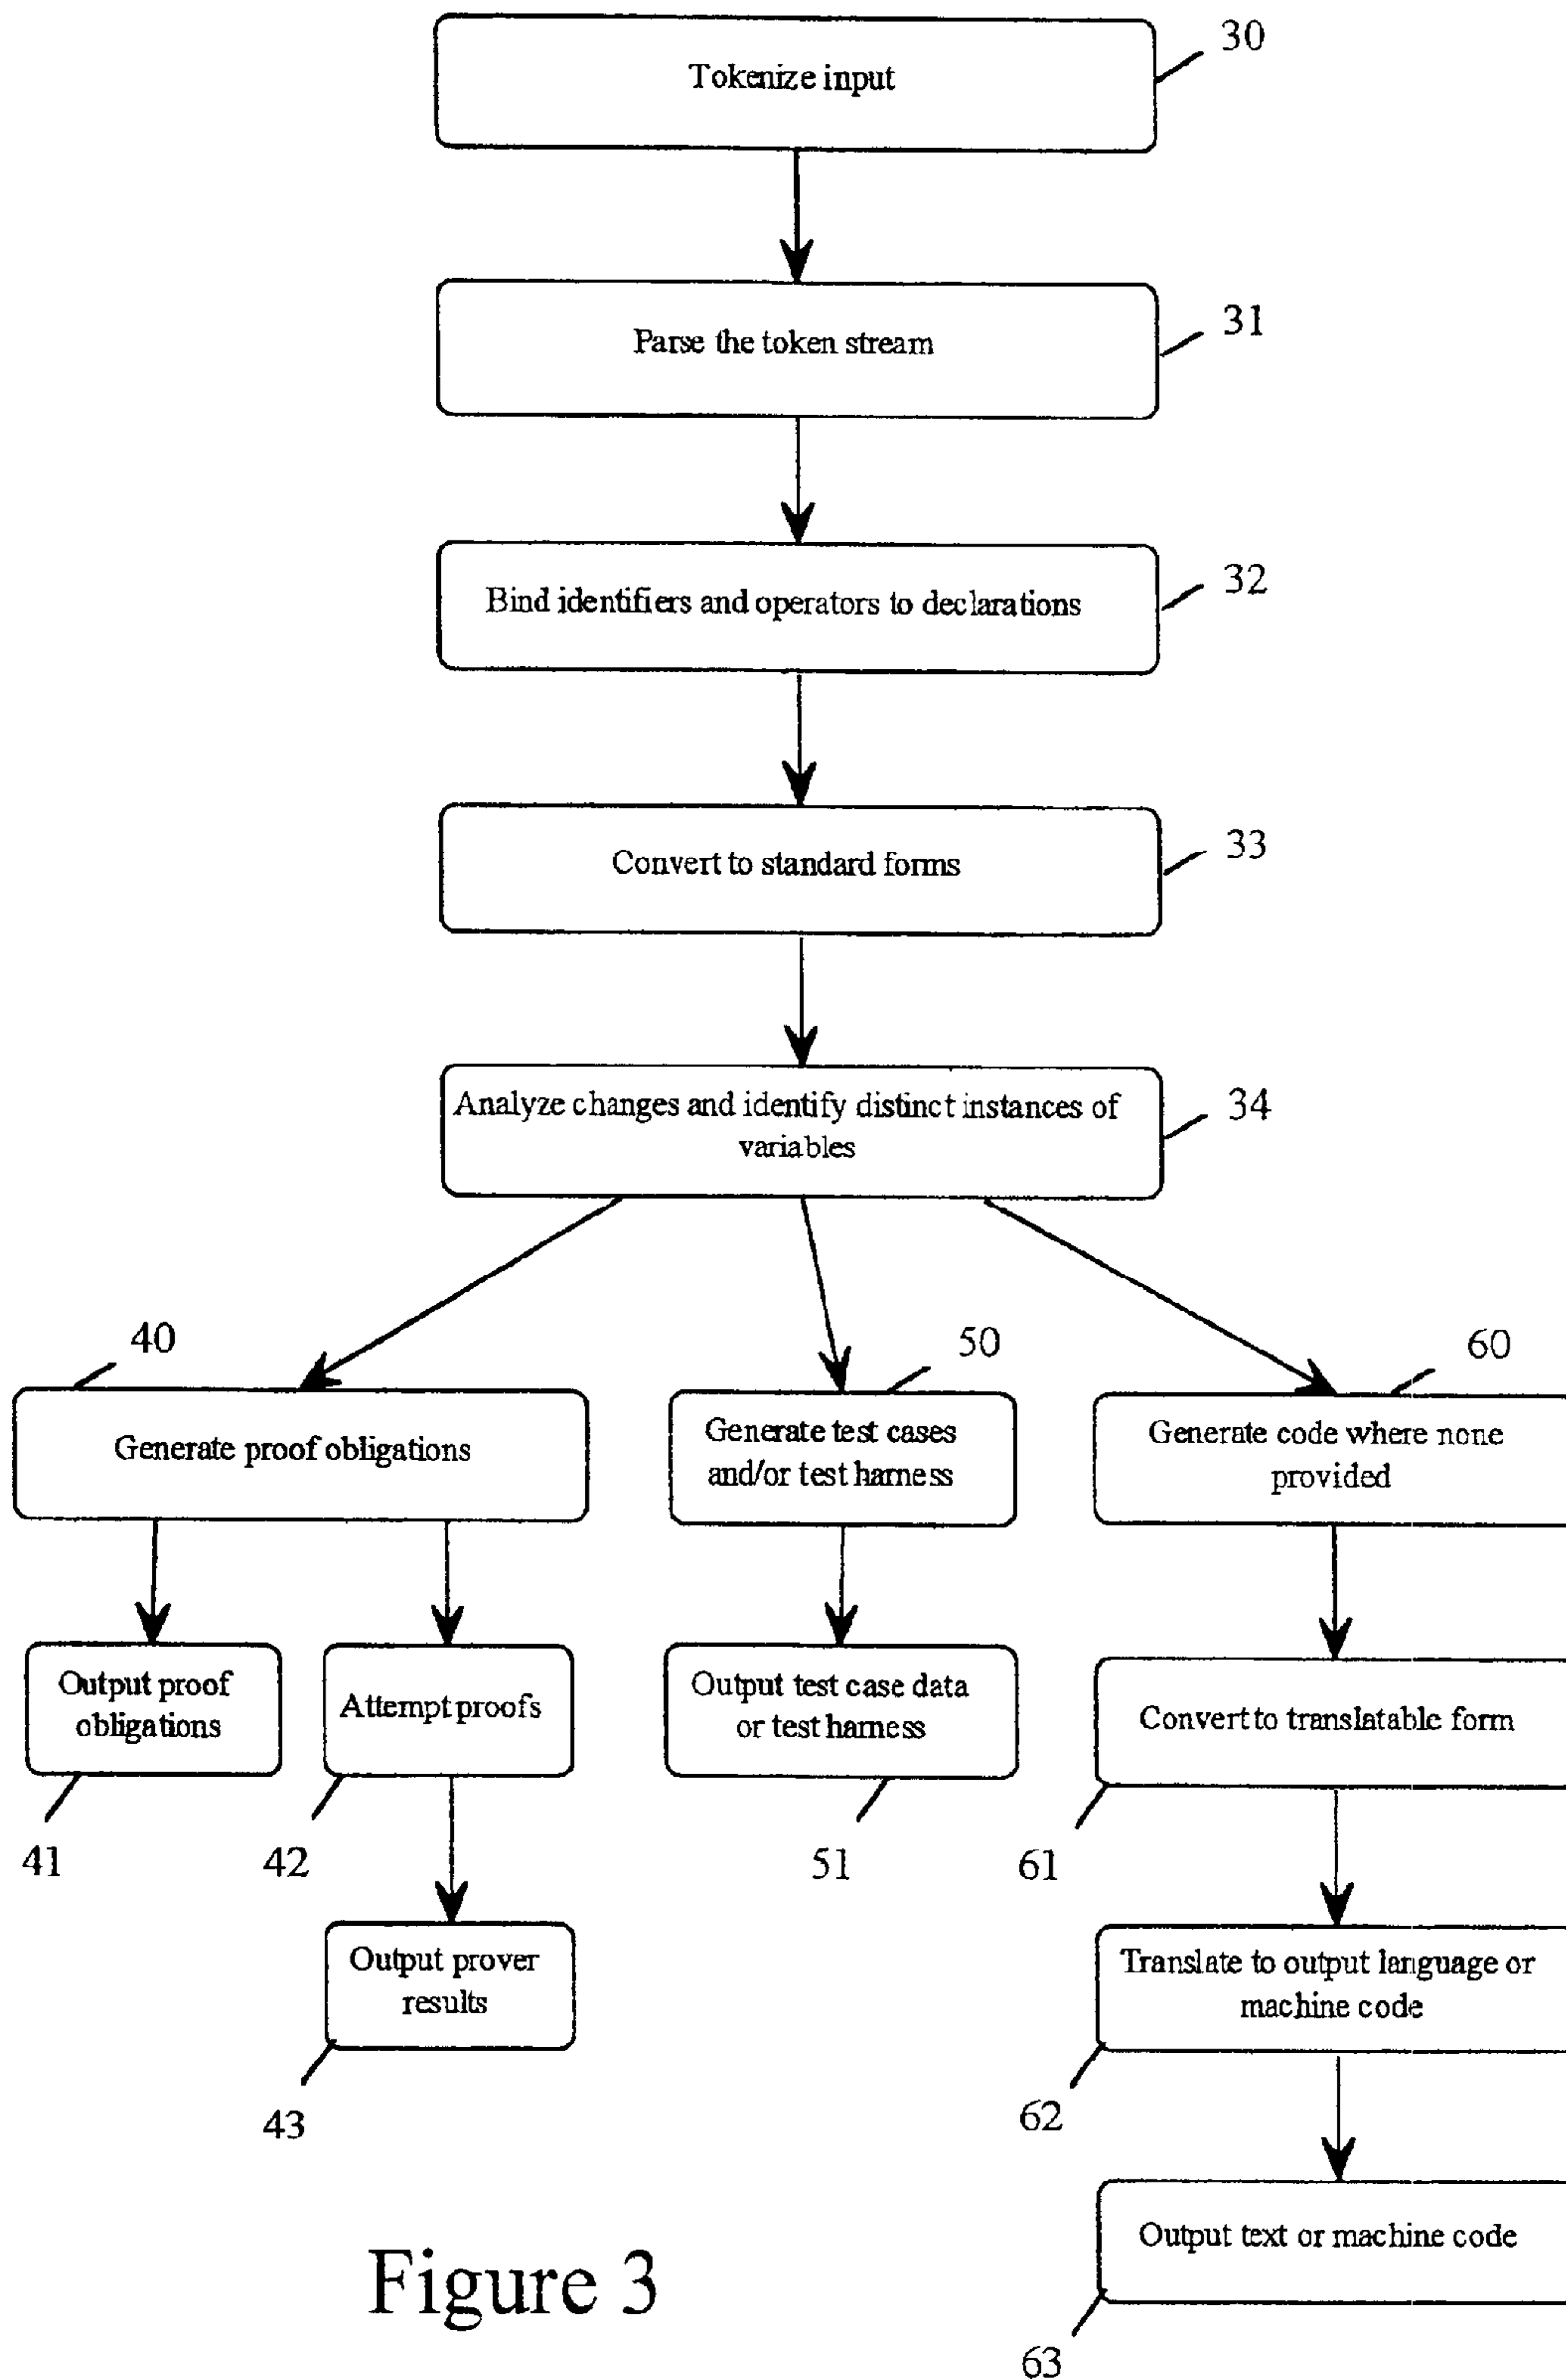 30
Tokenize input
31
Parse the token stream
32
Bind identifiers and operators to declarations
33
Convert to standard forms
34
Analyze changes and identify distinct instances of
variables
40
50
60
Generate proof obligations
Generate test cases
and/or test harness
Generate code where none
provided
Output proof
obligations
Attempt proofs
Output test case data
or test harness
Convert to translatable form
41
42
51
61
Output prover
results
Translate to output language or
machine code
43
62
Output text or machine code
Figure 3
63